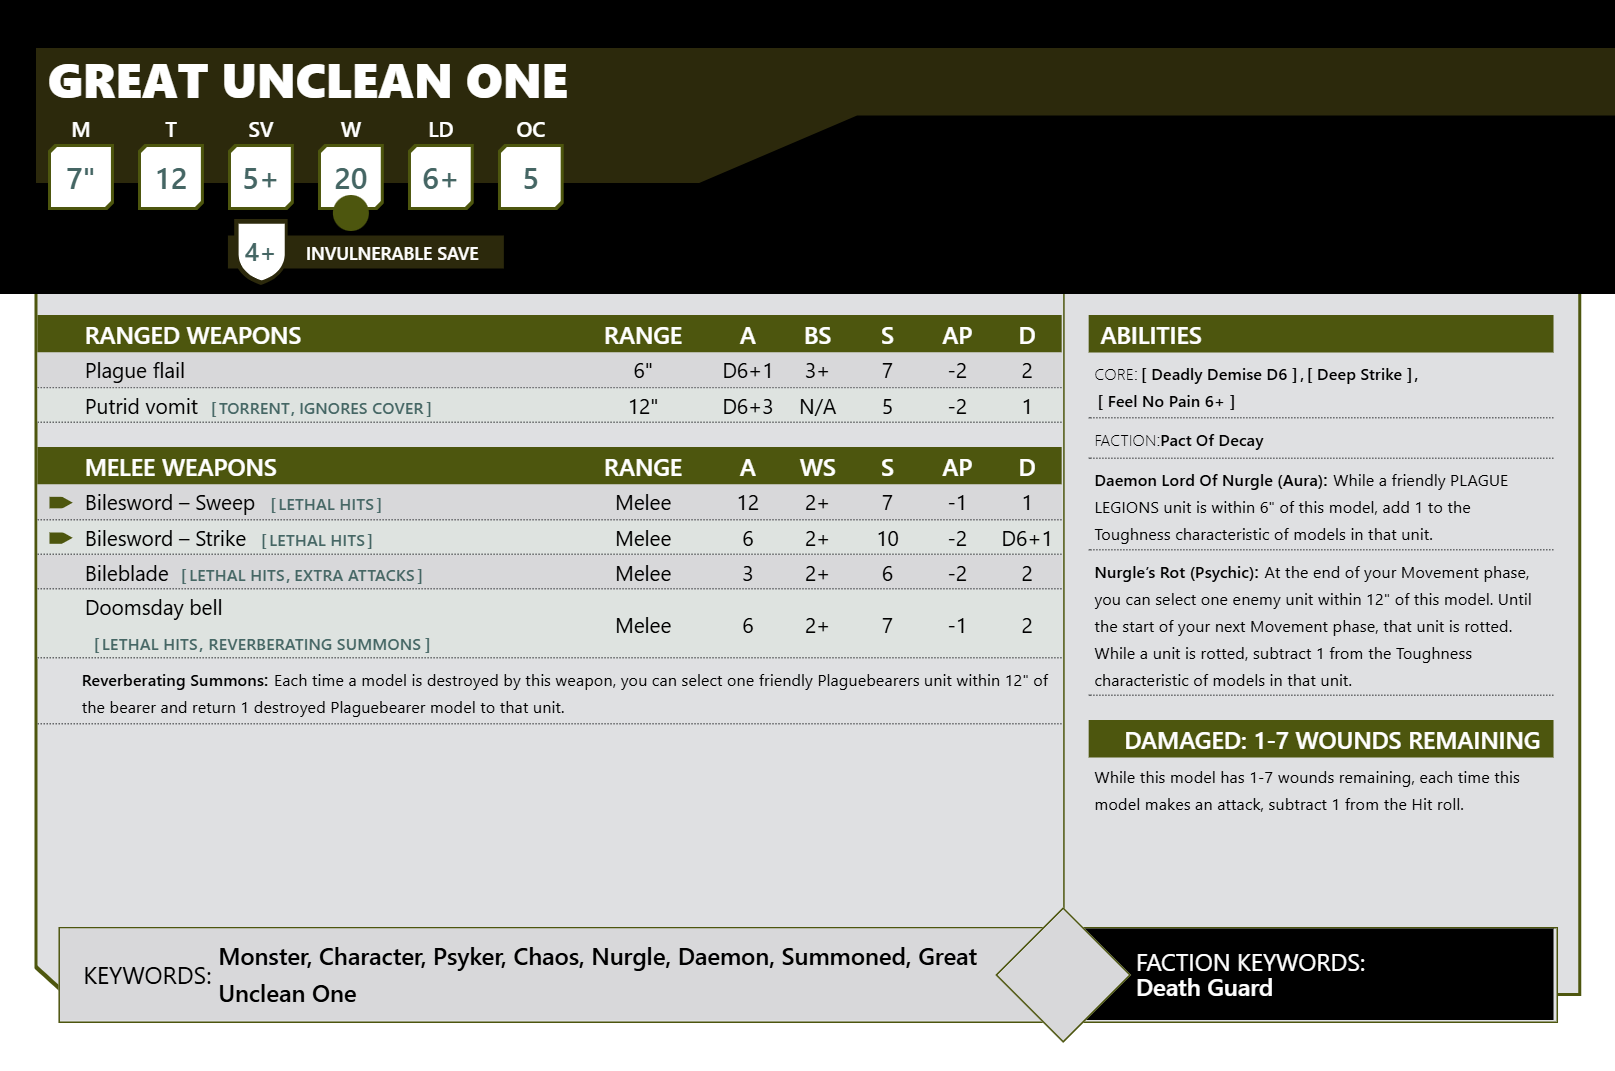 GREAT UNCLEAN ONE
M T SV W LD OC
7" 12 5+ 20 6+ 5
4+ INVULNERABLE SAVE
RANGED WEAPONS RANGE A BS S AP D
Plague flail 6" D6+1 3+ 7 -2 2
Putrid vomit [TORRENT, IGNORES COVER] 12" D6+3 N/A 5 -2 1
MELEE WEAPONS RANGE A WS S AP D
Bilesword – Sweep [LETHAL HITS] Melee 12 2+ 7 -1 1
Bilesword – Strike [LETHAL HITS] Melee 6 2+ 10 -2 D6+1
Bileblade [LETHAL HITS, EXTRA ATTACKS] Melee 3 2+ 6 -2 2
Doomsday bell
[LETHAL HITS, REVERBERATING SUMMONS] Melee 6 2+ 7 -1 2
Reverberating Summons: Each time a model is destroyed by this weapon, you can select one friendly Plaguebearers unit within 12" of
the bearer and return 1 destroyed Plaguebearer model to that unit.
ABILITIES
CORE: [ Deadly Demise D6 ], [ Deep Strike ],
[ Feel No Pain 6+ ]
FACTION:Pact Of Decay
Daemon Lord Of Nurgle (Aura): While a friendly PLAGUE
LEGIONS unit is within 6" of this model, add 1 to the
Toughness characteristic of models in that unit.
Nurgle's Rot (Psychic): At the end of your Movement phase,
you can select one enemy unit within 12" of this model. Until
the start of your next Movement phase, that unit is rotted.
While a unit is rotted, subtract 1 from the Toughness
characteristic of models in that unit.
DAMAGED: 1-7 WOUNDS REMAINING
While this model has 1-7 wounds remaining, each time this
model makes an attack, subtract 1 from the Hit roll.
KEYWORDS: Monster, Character, Psyker, Chaos, Nurgle, Daemon, Summoned, Great
Unclean One
FACTION KEYWORDS:
Death Guard